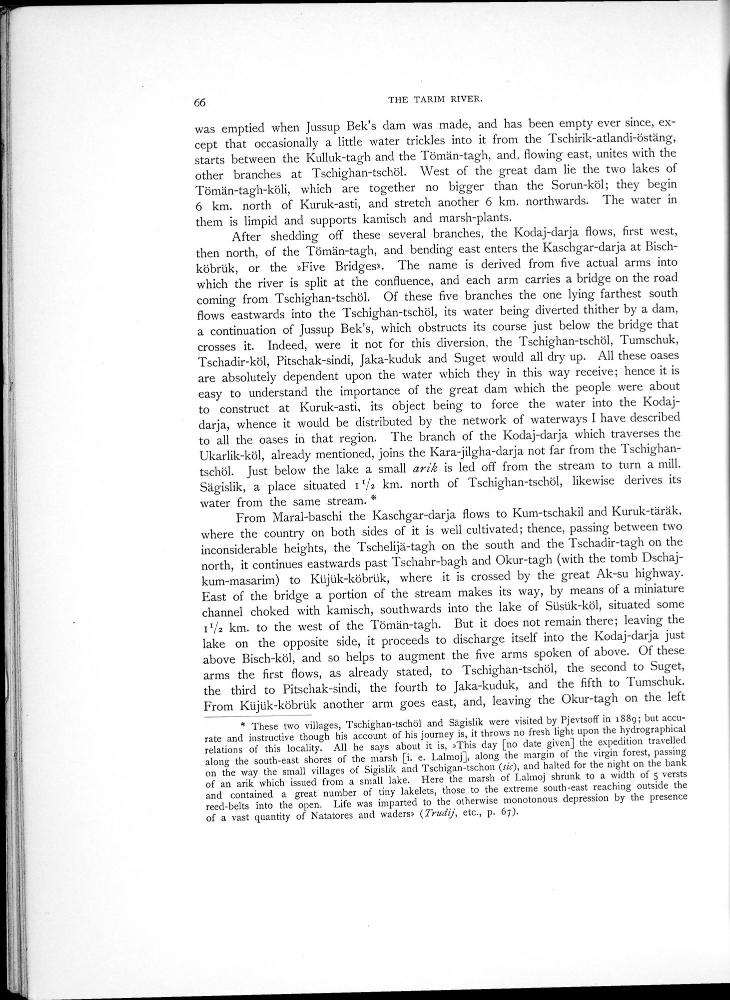 66
THE TARIM RIVER.
was emptied when Jussup Bek's dam was made, and has been empty ever since, ex-
cept that occasionally a little water trickles into it from the Tschirik-atlandi-östäng,
starts between the Kulluk-tagh and the Tömän-tagh, and, flowing east, unites with the
other branches at Tschighan-tschöl. West of the great dam lie the two lakes of
Tömän-tagh-köli, which are together no bigger than the Sorun-köl; they begin
6 km. north of Kuruk-asti, and stretch another 6 km. northwards. The water in
them is limpid and supports kamisch and marsh-plants.
After shedding off these several branches, the Kodaj-darja flows, first west,
then north, of the Tömän-tagh, and bending east enters the Kaschgar-darja at Bisch-
köbrük, or the »Five Bridges». The name is derived from five actual arms into
which the river is split at the confluence, and each arm carries a bridge on the road
coming from Tschighan-tschöl. Of these five branches the one lying farthest south
flows eastwards into the Tschighan-tschöl, its water being diverted thither by a dam,
a continuation of Jussup Bek's, which obstructs its course just below the bridge that
crosses it. Indeed, were it not for this diversion, the Tschighan-tschöl, Tumschuk,
Tschadir-köl, Pitschak-sindi, Jaka-kuduk and Suget would all dry up. All these oases
are absolutely dependent upon the water which they in this way receive; hence it is
easy to understand the importance of the great dam which the people were about
to construct at Kuruk-asti, its object being to force the water into the Kodaj-
darja, whence it would be distributed by the network of waterways I have described
to all the oases in that region. The branch of the Kodaj-darja which traverses the
Ukarlik-köl, already mentioned, joins the Kara-jilgha-darja not far from the Tschighan-
tschöl. Just below the lake a small arik is led off from the stream to turn a mill.
Sägislik, a place situated 1 1/2 km. north of Tschighan-tschöl, likewise derives its
water from the same stream. *
From Maral-baschi the Kaschgar-darja flows to Kum-tschakil and Kuruk-täräk,
where the country on both sides of it is well cultivated; thence, passing between two
inconsiderable heights, the Tschelijä-tagh on the south and the Tschadir-tagh on the
north, it continues eastwards past Tschahr-bagh and Okur-tagh (with the tomb Dschaj-
kum-masarim) to Küjük-köbrük, where it is crossed by the great Ak-su highway.
East of the bridge a portion of the stream makes its way, by means of a miniature
channel choked with kamisch, southwards into the lake of Süsük-köl, situated some
1 1/2 km. to the west of the Tömän-tagh. But it does not remain there; leaving the
lake on the opposite side, it proceeds to discharge itself into the Kodaj-darja just
above Bisch-köl, and so helps to augment the five arms spoken of above. Of these
arms the first flows, as already stated, to Tschighan-tschöl, the second to Suget,
the third to Pitschak-sindi, the fourth to Jaka-kuduk, and the fifth to Tumschuk.
From Küjük-köbrük another arm goes east, and, leaving the Okur-tagh on the left
* These two villages, Tschighan-tschöl and Sägislik were visited by Pjevtsoff in 1889; but accu-
rate and instructive though his account of his journey is, it throws no fresh light upon the hydrographical
relations of this locality. All he says about it is, »This day [no date given] the expedition travelled
along the south-east shores of the marsh [i. e. Lalmoj], along the margin of the virgin forest, passing
on the way the small villages of Sigislik and Tschigan-tschon (sic), and halted for the night on the bank
of an arik which issued from a small lake. Here the marsh of Lalmoj shrunk to a width of 5 versts
and contained a great number of tiny lakelets, those to the extreme south-east reaching outside the
reed-belts into the open. Life was imparted to the otherwise monotonous depression by the presence
of a vast quantity of Natatores and waders» (Trudij, etc., p. 67).